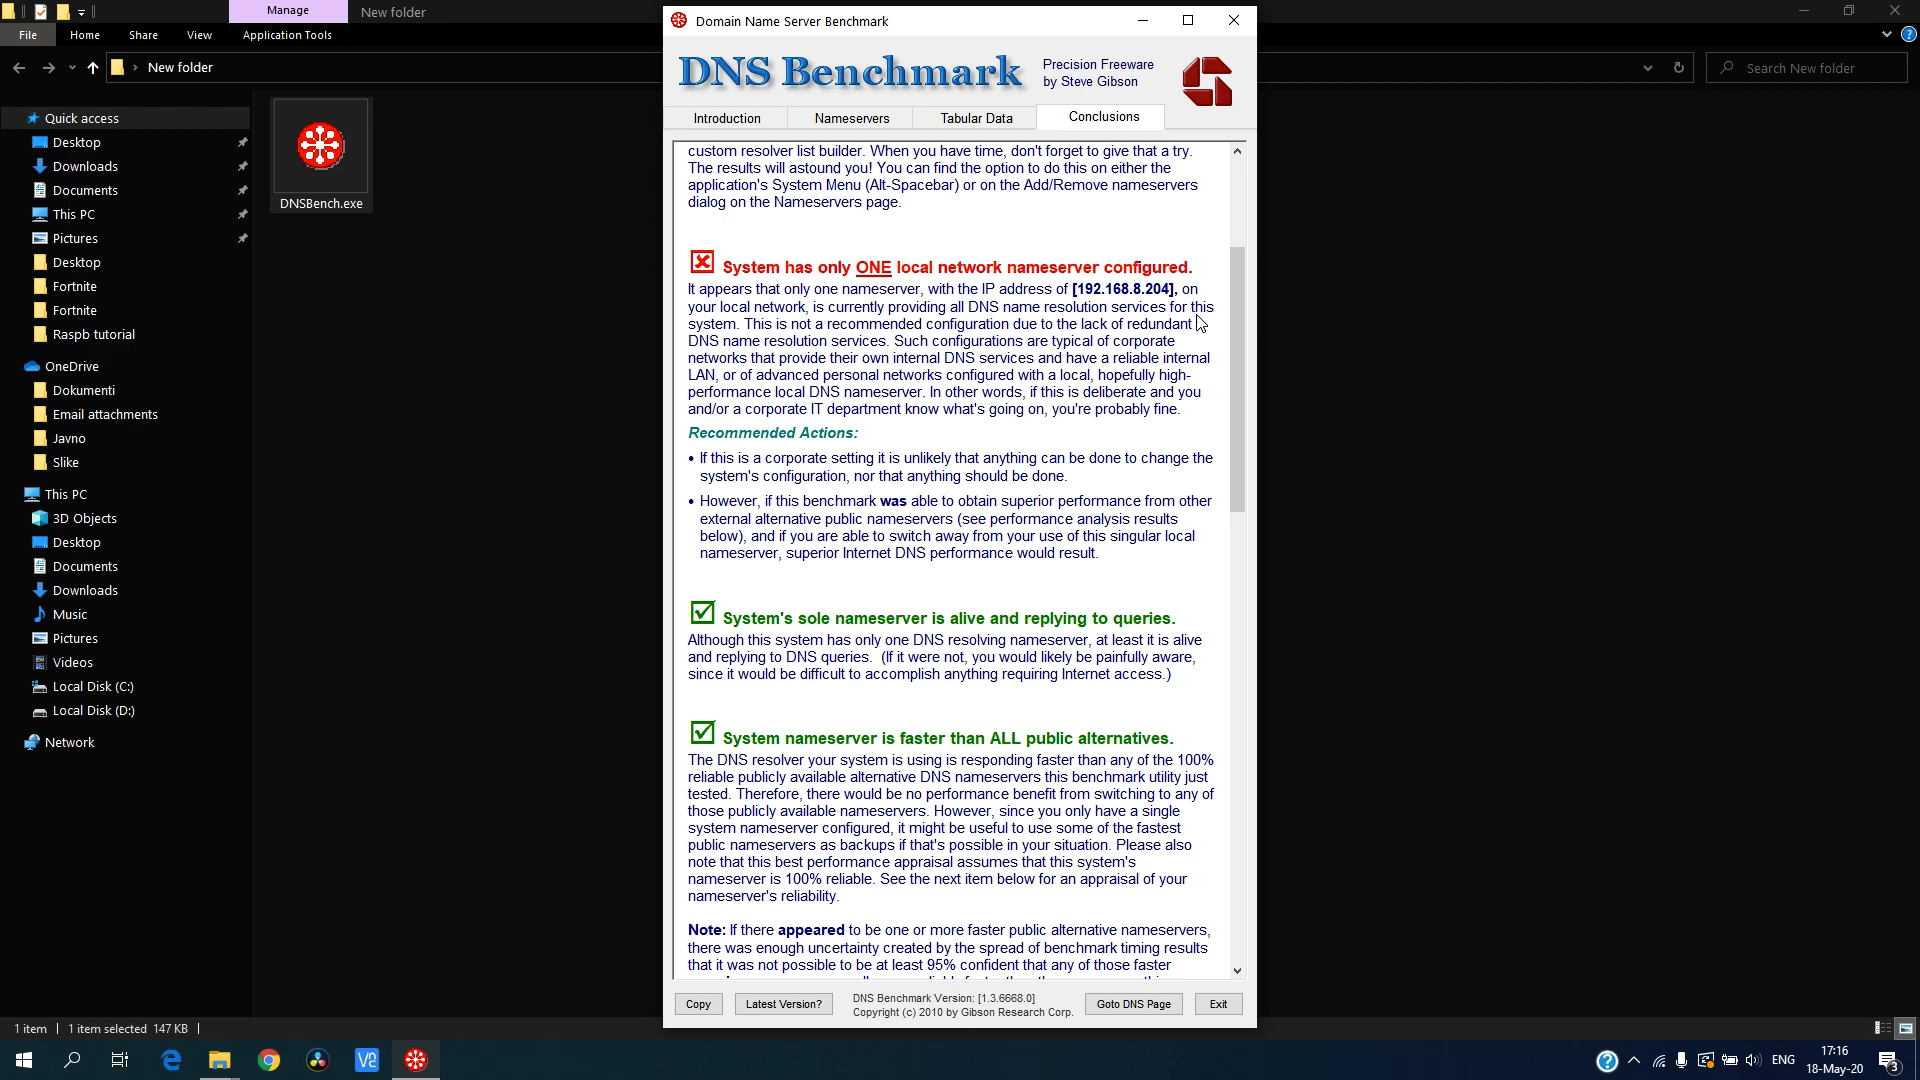 Manage
New folder
File
Home
Share
View
Application Tools
New folder
Search New folder
Quick access
Desktop
Downloads
Documents
This PC
Pictures
Desktop
Fortnite
Fortnite
Raspb tutorial
OneDrive
Dokumenti
Email attachments
Javno
Slike
This PC
3D Objects
Desktop
Documents
Downloads
Music
Pictures
Videos
Local Disk (C:)
Local Disk (D:)
Network
DNSBench.exe
Domain Name Server Benchmark
DNS Benchmark
Precision Freeware
by Steve Gibson
Introduction
Nameservers
Tabular Data
Conclusions
custom resolver list builder. When you have time, don't forget to give that a try.
The results will astound you! You can find the option to do this on either the
application's System Menu (Alt-Spacebar) or on the Add/Remove nameservers
dialog on the Nameservers page.
System has only ONE local network nameserver configured.
It appears that only one nameserver, with the IP address of [192.168.8.204], on
your local network, is currently providing all DNS name resolution services for this
system. This is not a recommended configuration due to the lack of redundant
DNS name resolution services. Such configurations are typical of corporate
networks that provide their own internal DNS services and have a reliable internal
LAN, or of advanced personal networks configured with a local, hopefully high-
performance local DNS nameserver. In other words, if this is deliberate and you
and/or a corporate IT department know what's going on, you're probably fine.
Recommended Actions:
• If this is a corporate setting it is unlikely that anything can be done to change the
system's configuration, nor that anything should be done.
• However, if this benchmark was able to obtain superior performance from other
external alternative public nameservers (see performance analysis results
below), and if you are able to switch away from your use of this singular local
nameserver, superior Internet DNS performance would result.
System's sole nameserver is alive and replying to queries.
Although this system has only one DNS resolving nameserver, at least it is alive
and replying to DNS queries.  (If it were not, you would likely be painfully aware,
since it would be difficult to accomplish anything requiring Internet access.)
System nameserver is faster than ALL public alternatives.
The DNS resolver your system is using is responding faster than any of the 100%
reliable publicly available alternative DNS nameservers this benchmark utility just
tested. Therefore, there would be no performance benefit from switching to any of
those publicly available nameservers. However, since you only have a single
system nameserver configured, it might be useful to use some of the fastest
public nameservers as backups if that's possible in your situation. Please also
note that this best performance appraisal assumes that this system's
nameserver is 100% reliable. See the next item below for an appraisal of your
nameserver's reliability.
Note: If there appeared to be one or more faster public alternative nameservers,
there was enough uncertainty created by the spread of benchmark timing results
that it was not possible to be at least 95% confident that any of those faster
Copy
Latest Version?
DNS Benchmark Version: [1.3.6668.0]
Copyright (c) 2010 by Gibson Research Corp.
Goto DNS Page
Exit
1 item
1 item selected 147 KB
ENG
17:16
18-May-20
3